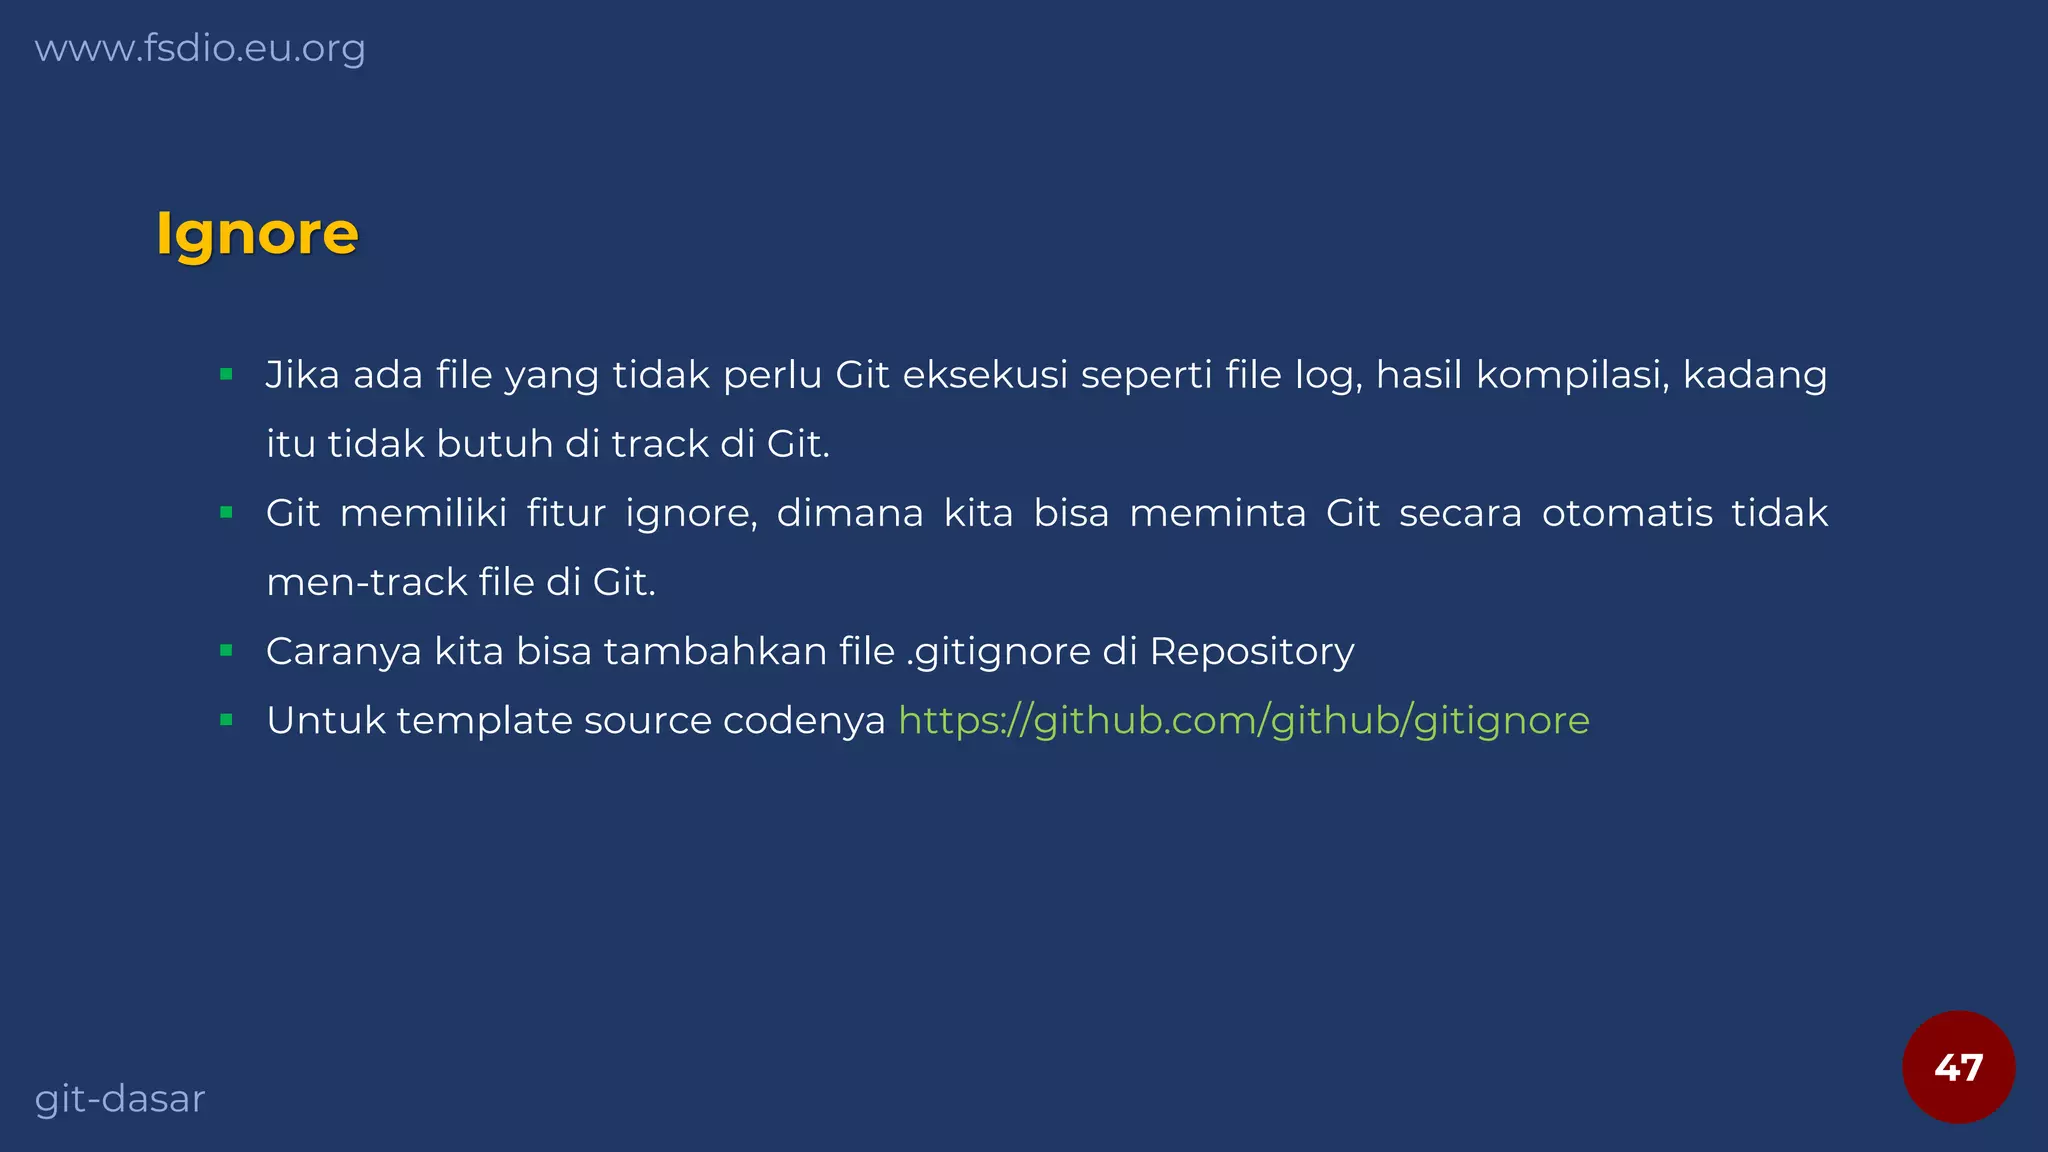 www.fsdio.eu.org
Ignore
▪ Jika ada file yang tidak perlu Git eksekusi seperti file log, hasil kompilasi, kadang
itu tidak butuh di track di Git.
▪ Git memiliki fitur ignore, dimana kita bisa meminta Git secara otomatis tidak
men-track file di Git.
▪ Caranya kita bisa tambahkan file .gitignore di Repository
▪ Untuk template source codenya https://github.com/github/gitignore
47
git-dasar